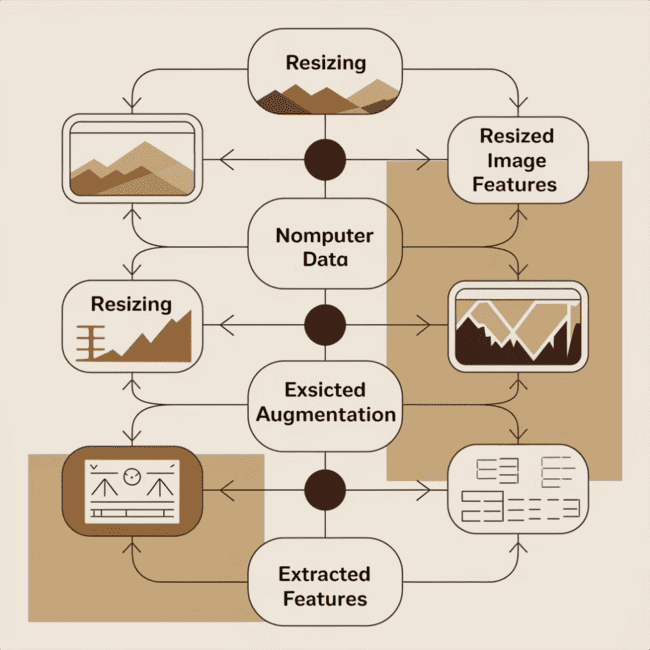 Resizing
Resized
Image
Features
Nomputer
Data
Resizing
Exsicted
Augmentation
Extracted
Features